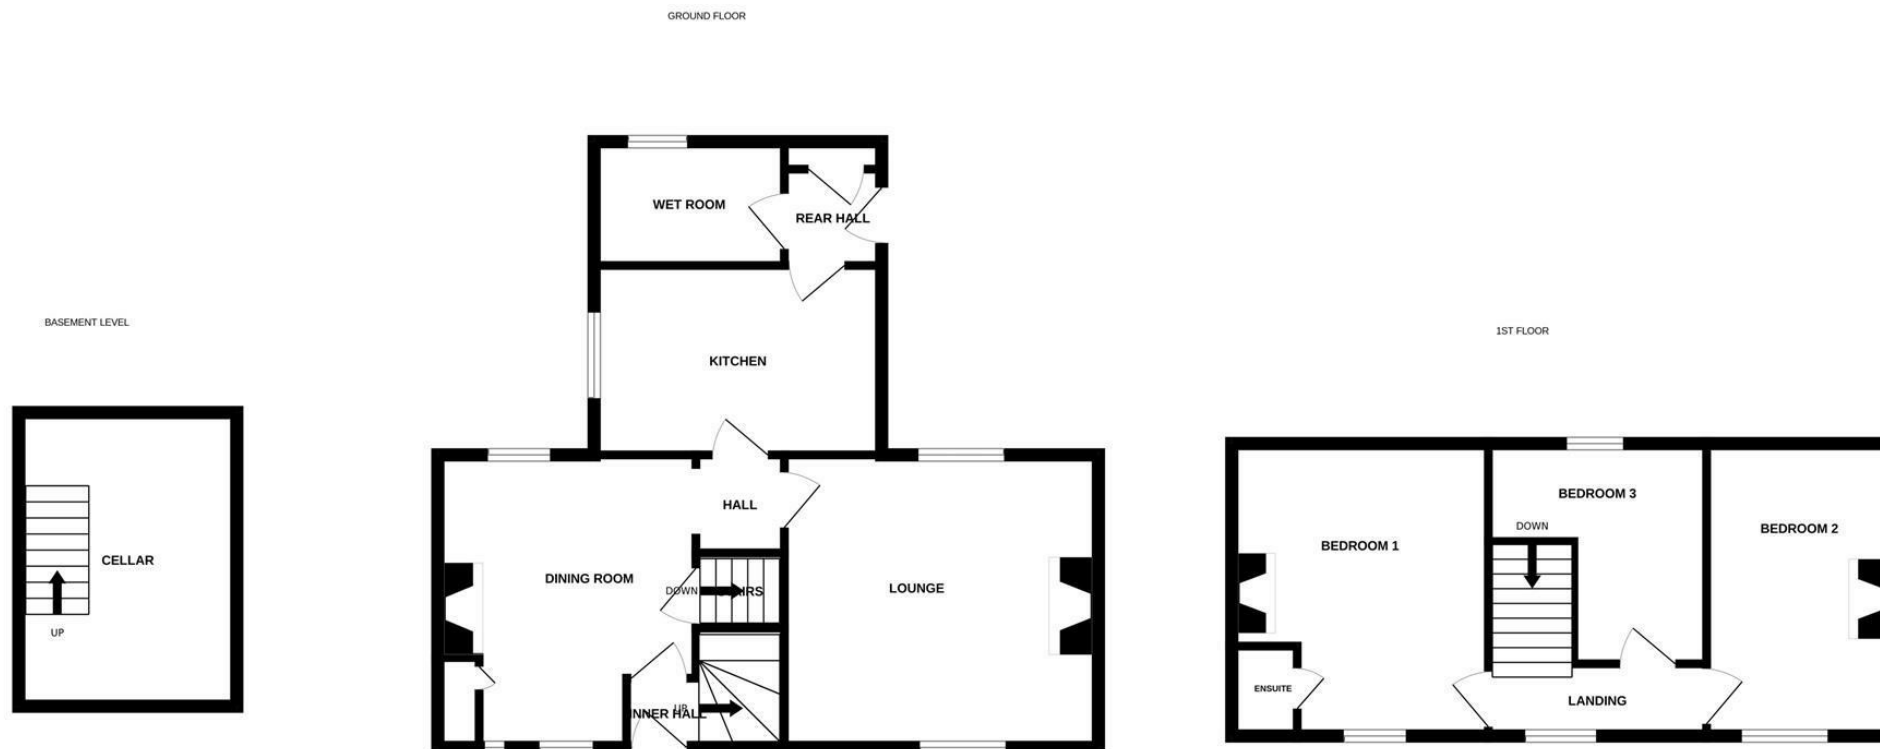 GROUND FLOOR
WET ROOM
REAR HALL
BASEMENT LEVEL
1ST FLOOR
KITCHEN
HALL
BEDROOM 3
DOWN
BEDROOM 2
BEDROOM 1
CELLAR
DINING ROOM
DOWN
STAIRS
LOUNGE
UP
ENSUITE
LANDING
UP
INNER HALL